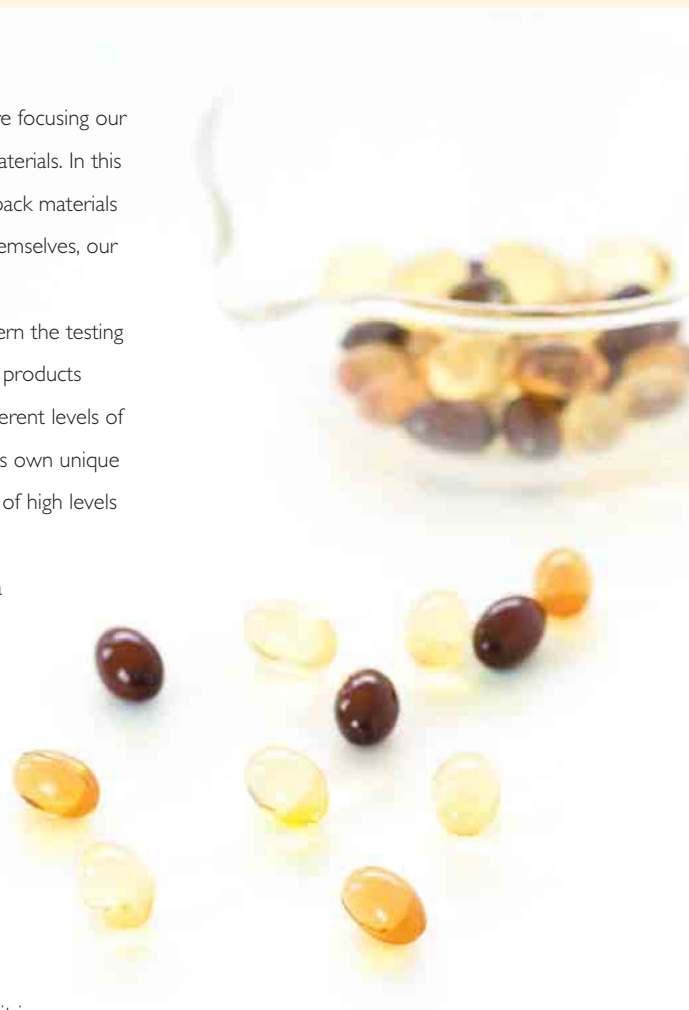 e focusing our
aterials. In this
back materials
emselves, our
ern the testing
products
erent levels of
s own unique
of high levels